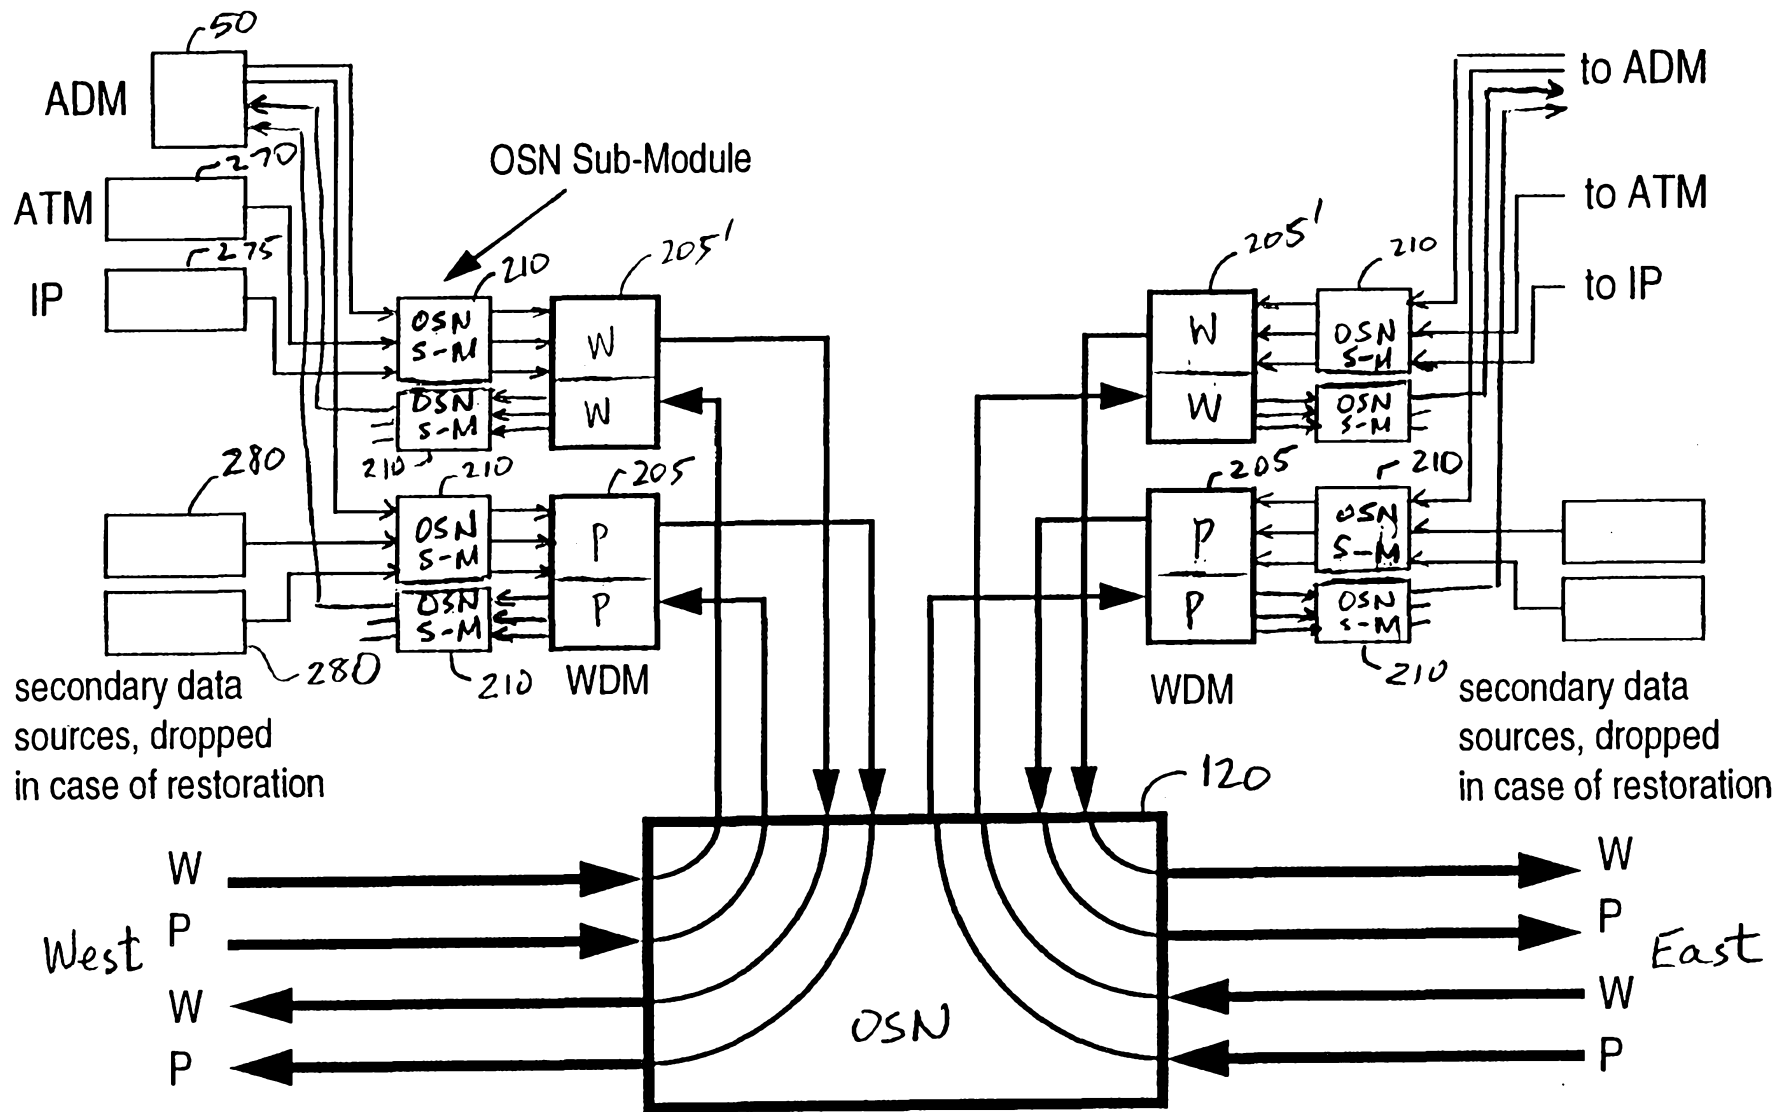 50
ADM
to ADM
270
OSN Sub-Module
ATM
to ATM
275
205'
205'
210
210
IP
to IP
OSN
S-M
W
W
OSN
S-M
OSN
S-M
W
W
OSN
S-M
210
210
280
205
205
210
OSN
S-M
P
P
OSN
S-M
OSN
S-M
P
P
OSN
S-M
280
210
WDM
WDM
210
secondary data
sources, dropped
in case of restoration
secondary data
sources, dropped
in case of restoration
120
W
P
West
W
P
OSN
W
P
East
W
P